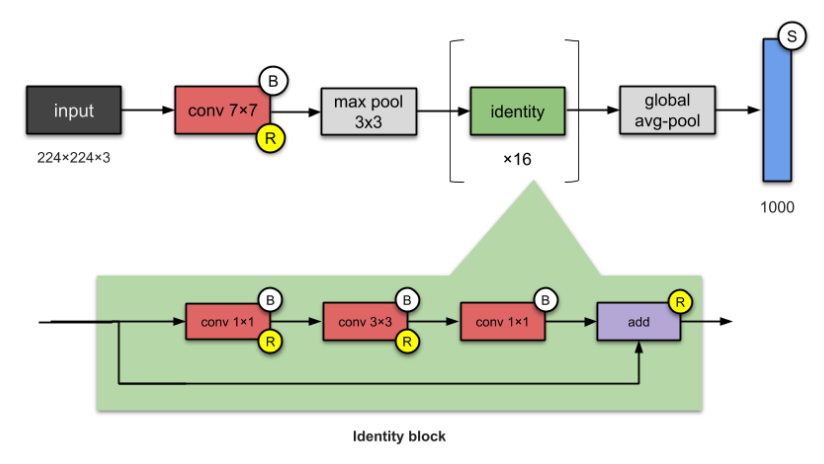 S
B
input
conv 7×7
max pool
3x3
identity
global
avg-pool
R
224×224×3
×16
1000
B
B
B
R
conv 1×1
conv 3×3
conv 1×1
add
R
R
Identity block